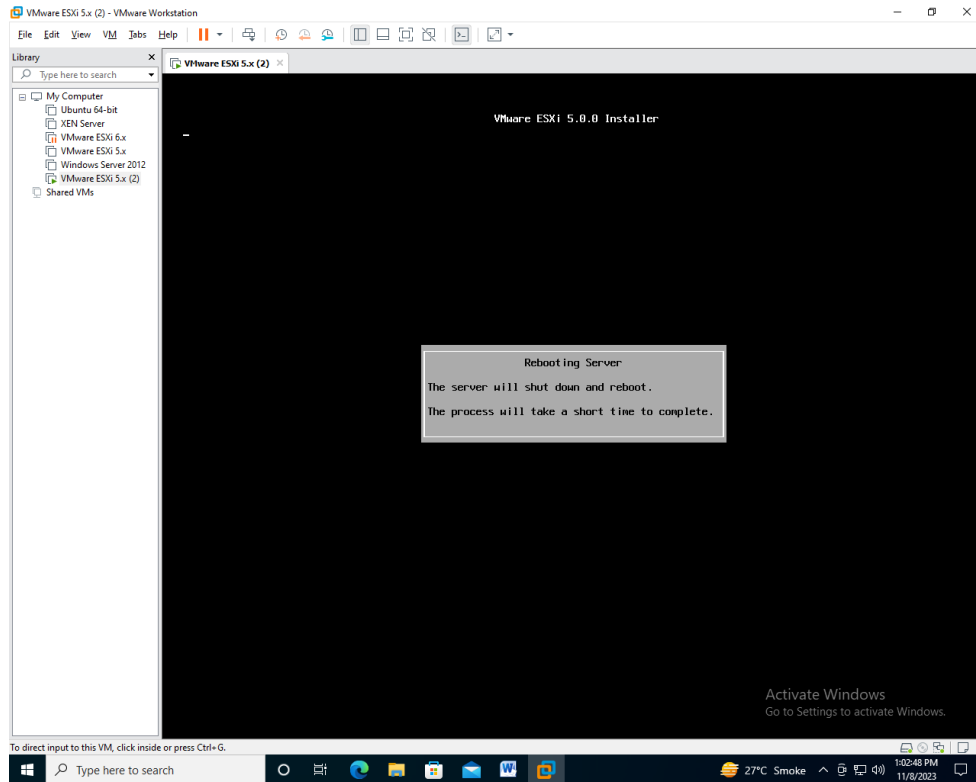 VMware ESXi 5.x (2) - VMware Workstation
File Edit View VM Tabs Help
Library
Type here to search
My Computer
Ubuntu 64-bit
XEN Server
VMware ESXi 6.x
VMware ESXi 5.x
Windows Server 2012
VMware ESXi 5.x (2)
Shared VMs
VMware ESXi 5.x (2)
VMware ESXi 5.0.0 Installer
Rebooting Server
The server will shut down and reboot.
The process will take a short time to complete.
Activate Windows
Go to Settings to activate Windows.
To direct input to this VM, click inside or press Ctrl+G.
Type here to search
27°C Smoke
1:02:48 PM
11/8/2023